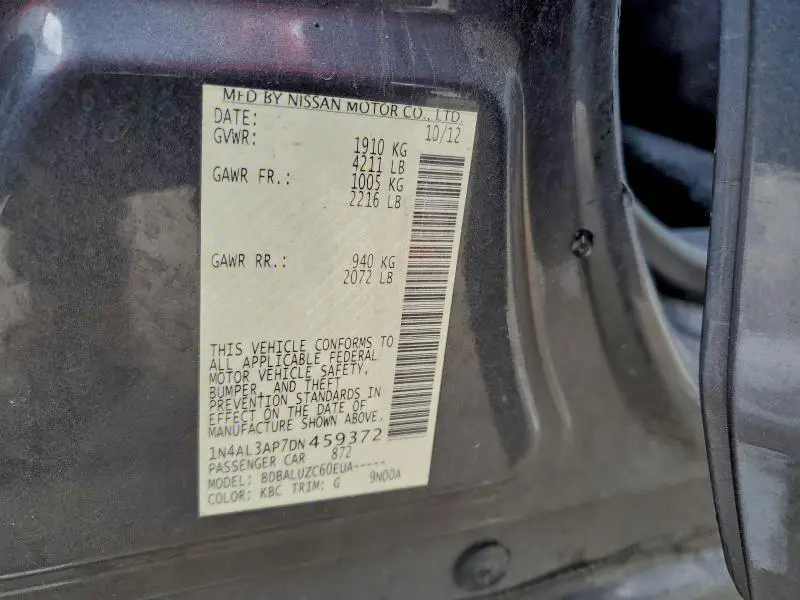 MFD BY NISSAN MOTOR CO., LTD.
DATE: 10/12
GVWR: 1910 KG
4211 LB
GAWR FR.: 1005 KG
2216 LB
GAWR RR.: 940 KG
2072 LB
THIS VEHICLE CONFORMS TO
ALL APPLICABLE FEDERAL
MOTOR VEHICLE SAFETY,
BUMPER, AND THEFT
PREVENTION STANDARDS IN
EFFECT ON THE DATE OF
MANUFACTURE SHOWN ABOVE.
1N4AL3AP7DN 459372
PASSENGER CAR 872
MODEL: BDBALUZC60EUA-----
COLOR: KBC TRIM: G 9N00A